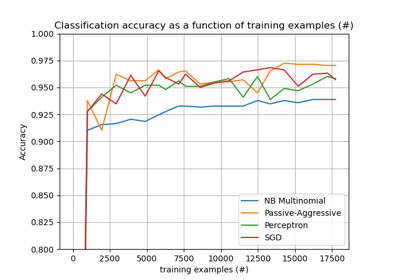 Classification accuracy as a function of training examples (#)
1.000
0.975
0.950
0.925
0.900
0.875
0.850
0.825
0.800
Accuracy
NB Multinomial
Passive-Aggressive
Perceptron
SGD
0 2500 5000 7500 10000 12500 15000 17500
training examples (#)